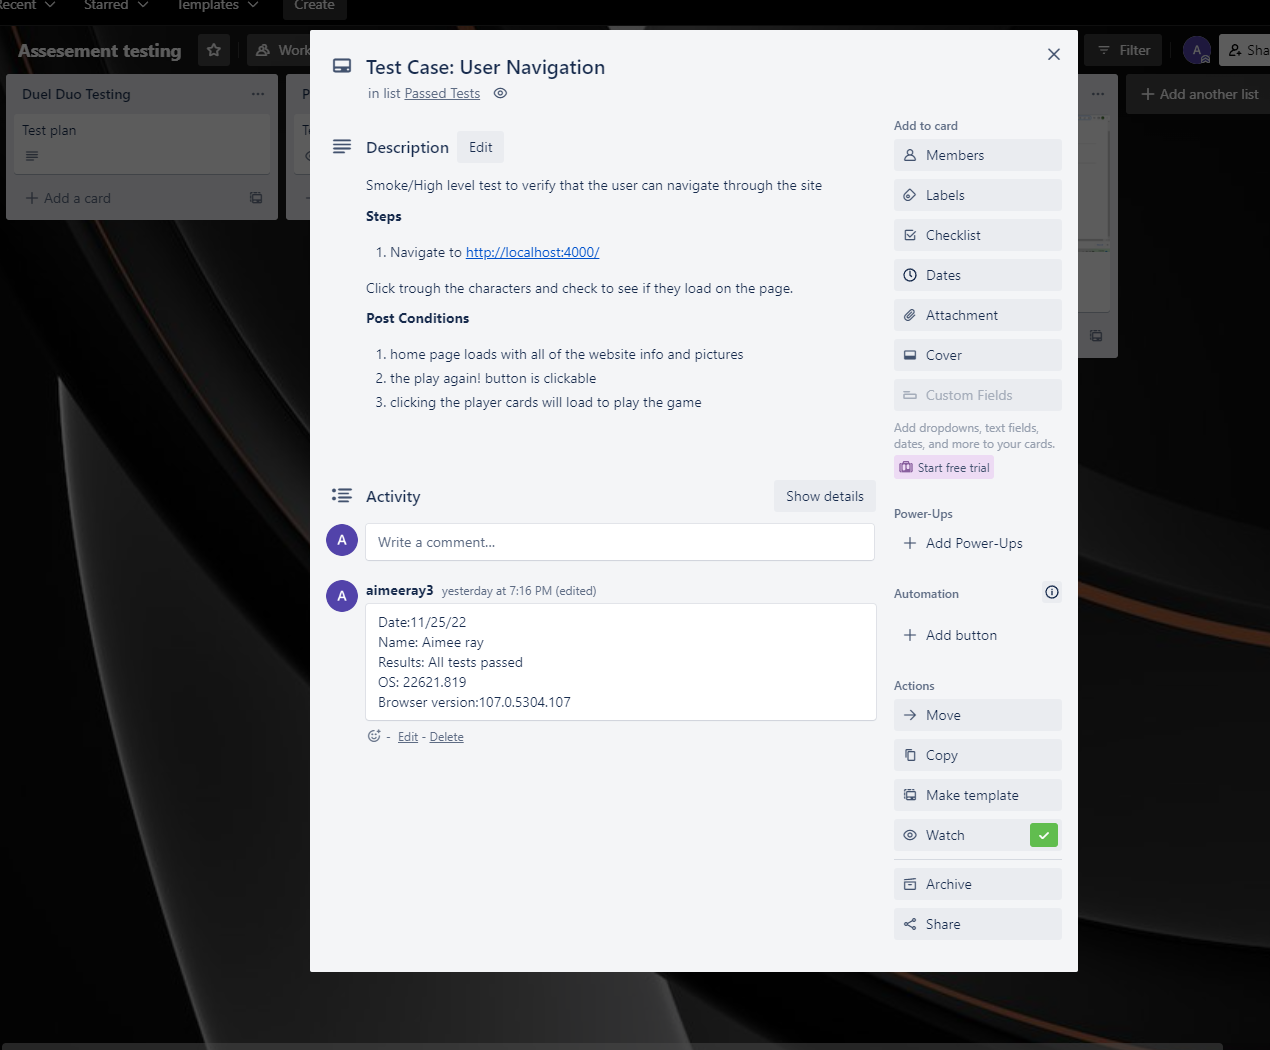 Recent
Starred
Templates
Create
Assesement testing
Work
Filter
A
Sha
Duel Duo Testing
Test plan
Add a card
Add another list
Test Case: User Navigation
in list Passed Tests
Description
Edit
Smoke/High level test to verify that the user can navigate through the site
Steps
1. Navigate to http://localhost:4000/
Click trough the characters and check to see if they load on the page.
Post Conditions
1. home page loads with all of the website info and pictures
2. the play again! button is clickable
3. clicking the player cards will load to play the game
Activity
Show details
A
Write a comment...
A
aimeeray3 yesterday at 7:16 PM (edited)
Date:11/25/22
Name: Aimee ray
Results: All tests passed
OS: 22621.819
Browser version:107.0.5304.107
- Edit - Delete
Add to card
Members
Labels
Checklist
Dates
Attachment
Cover
Custom Fields
Add dropdowns, text fields,
dates, and more to your cards.
Start free trial
Power-Ups
Add Power-Ups
Automation
Add button
Actions
Move
Copy
Make template
Watch
Archive
Share